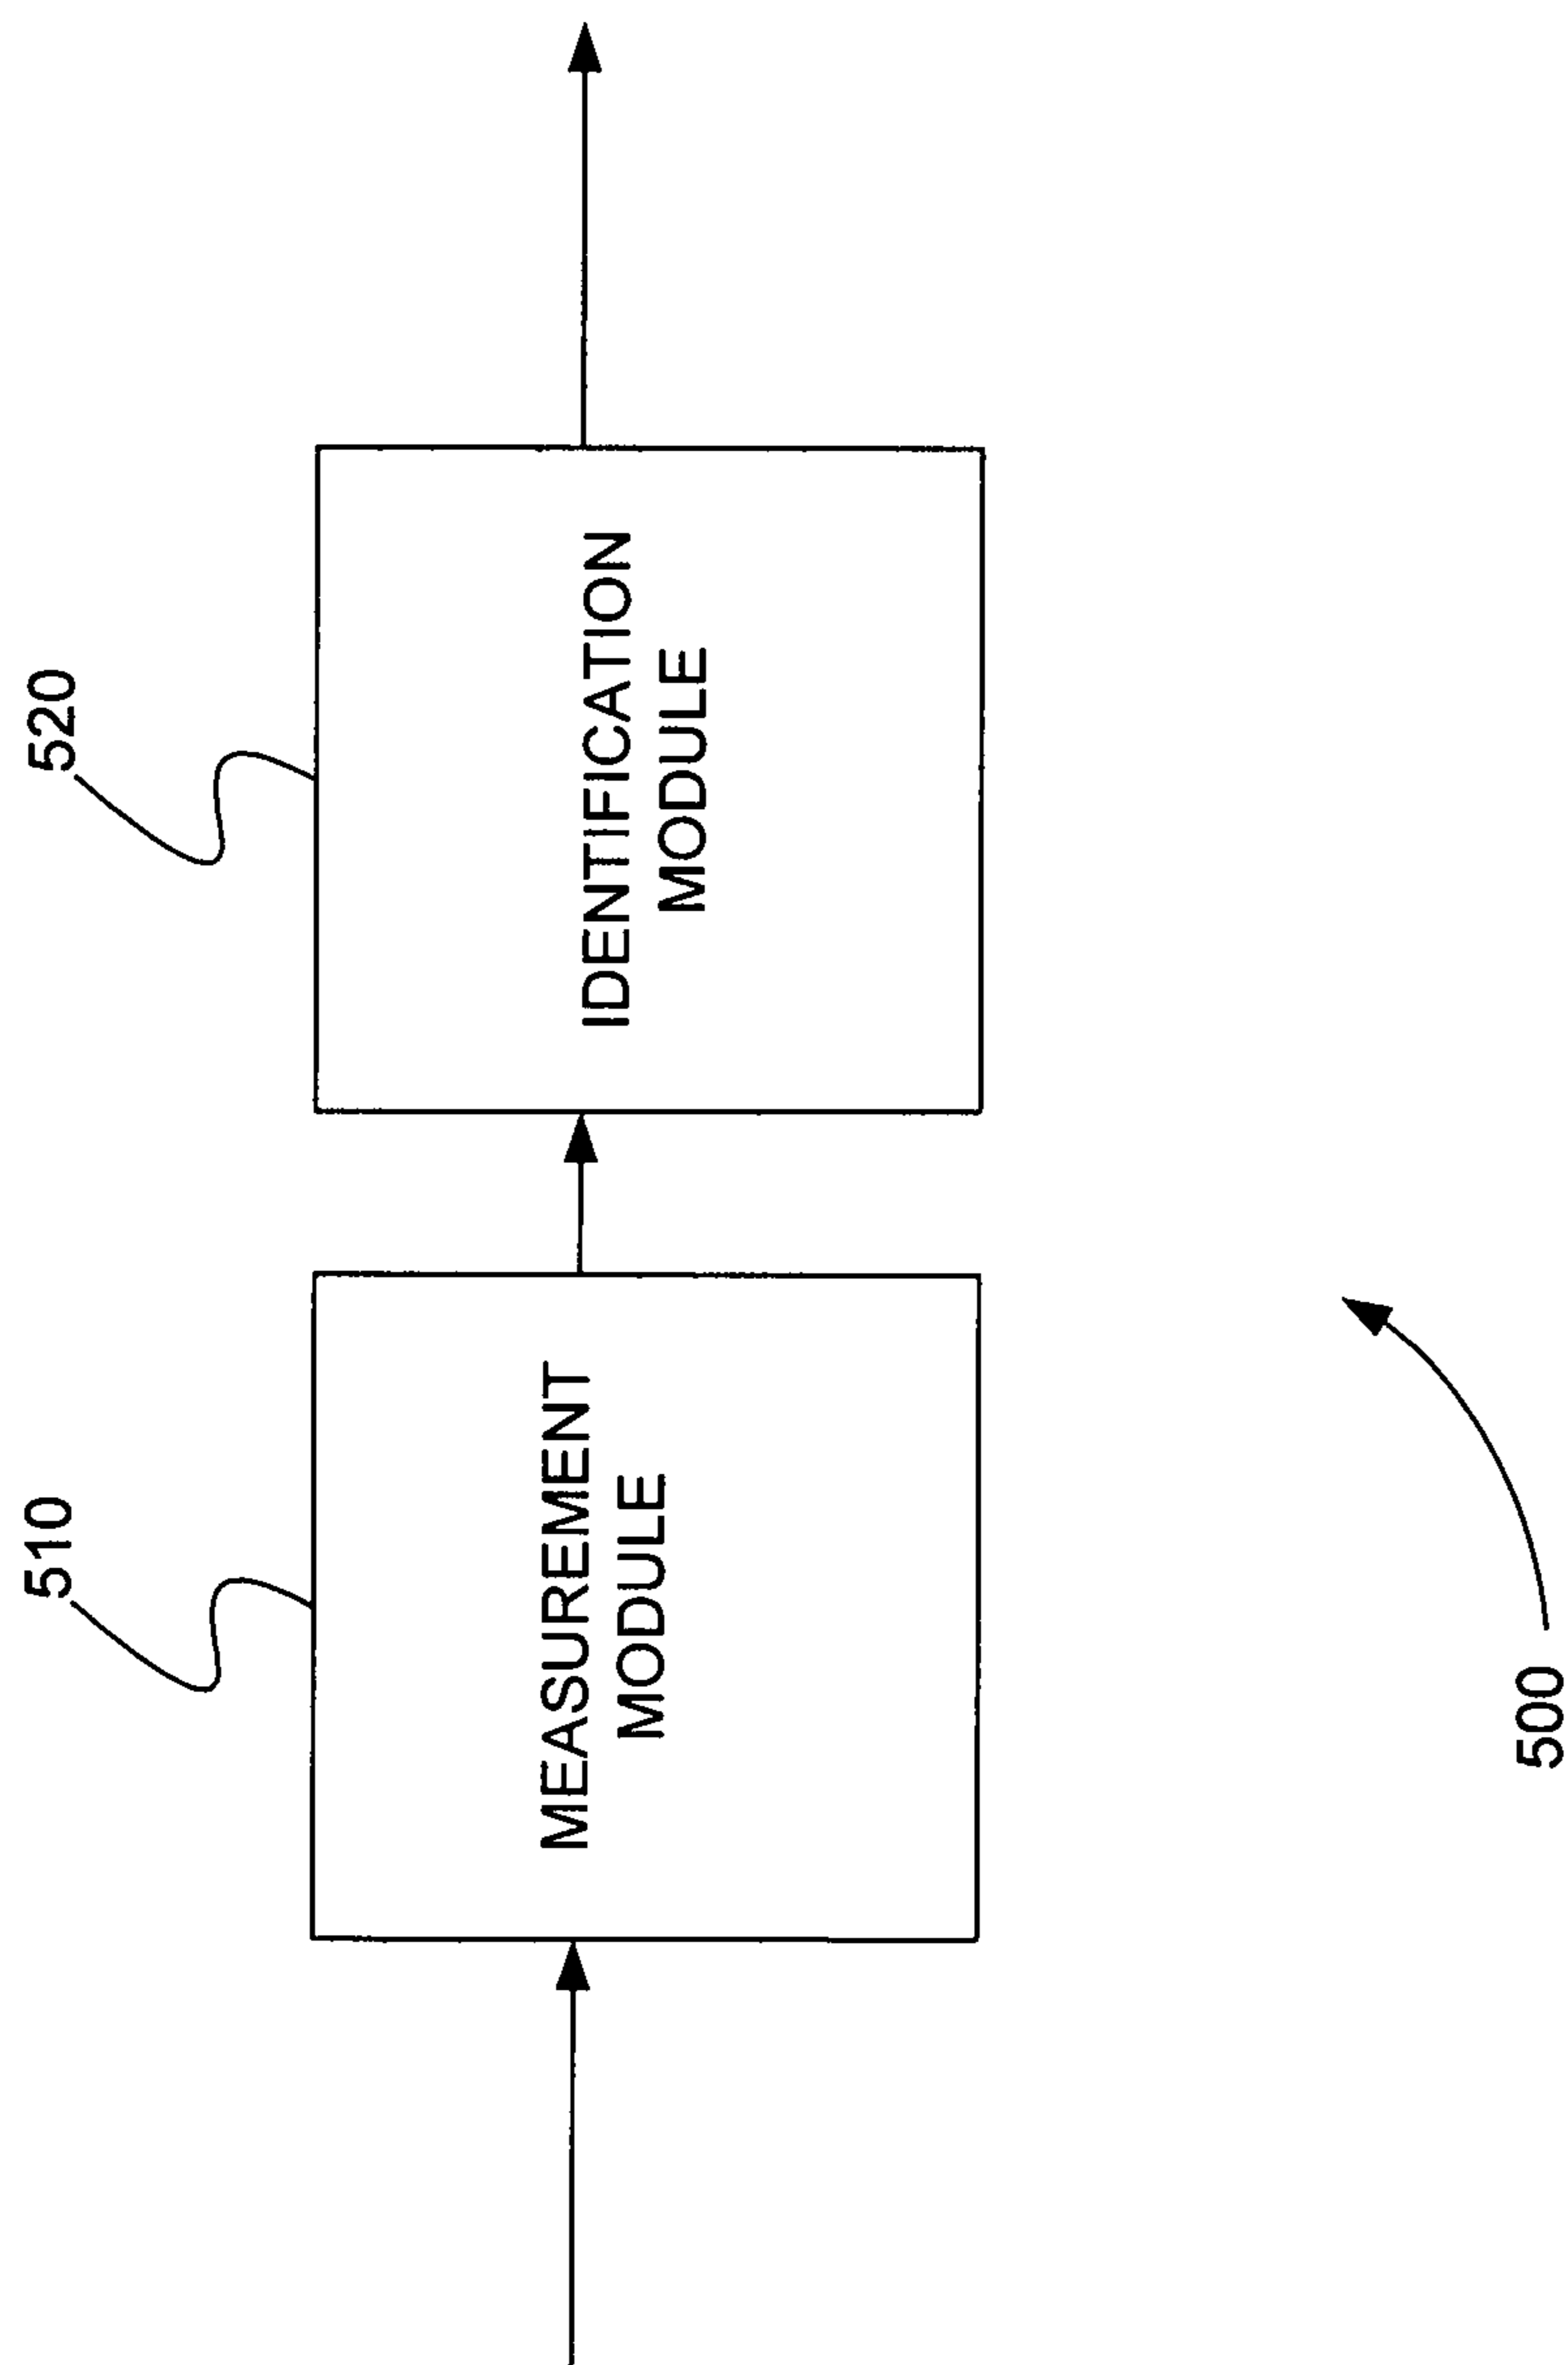 510
520
MEASUREMENT
MODULE
IDENTIFICATION
MODULE
500